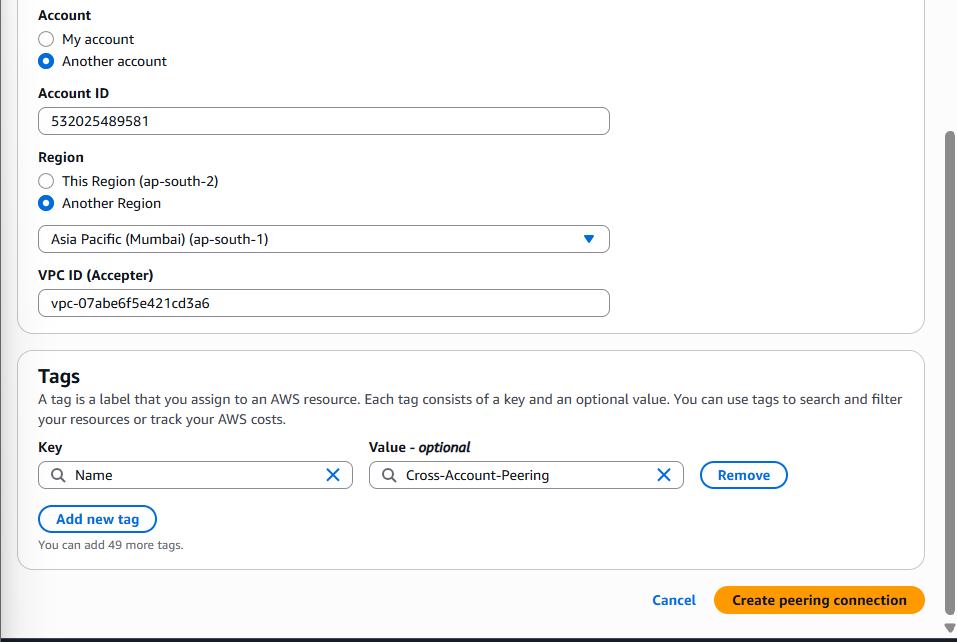 Account
My account
Another account
Account ID
532025489581
Region
This Region (ap-south-2)
Another Region
Asia Pacific (Mumbai) (ap-south-1)
VPC ID (Accepter)
vpc-07abe6f5e421cd3a6
Tags
A tag is a label that you assign to an AWS resource. Each tag consists of a key and an optional value. You can use tags to search and filter
your resources or track your AWS costs.
Key Value - optional
Name Cross-Account-Peering Remove
Add new tag
You can add 49 more tags.
Cancel Create peering connection